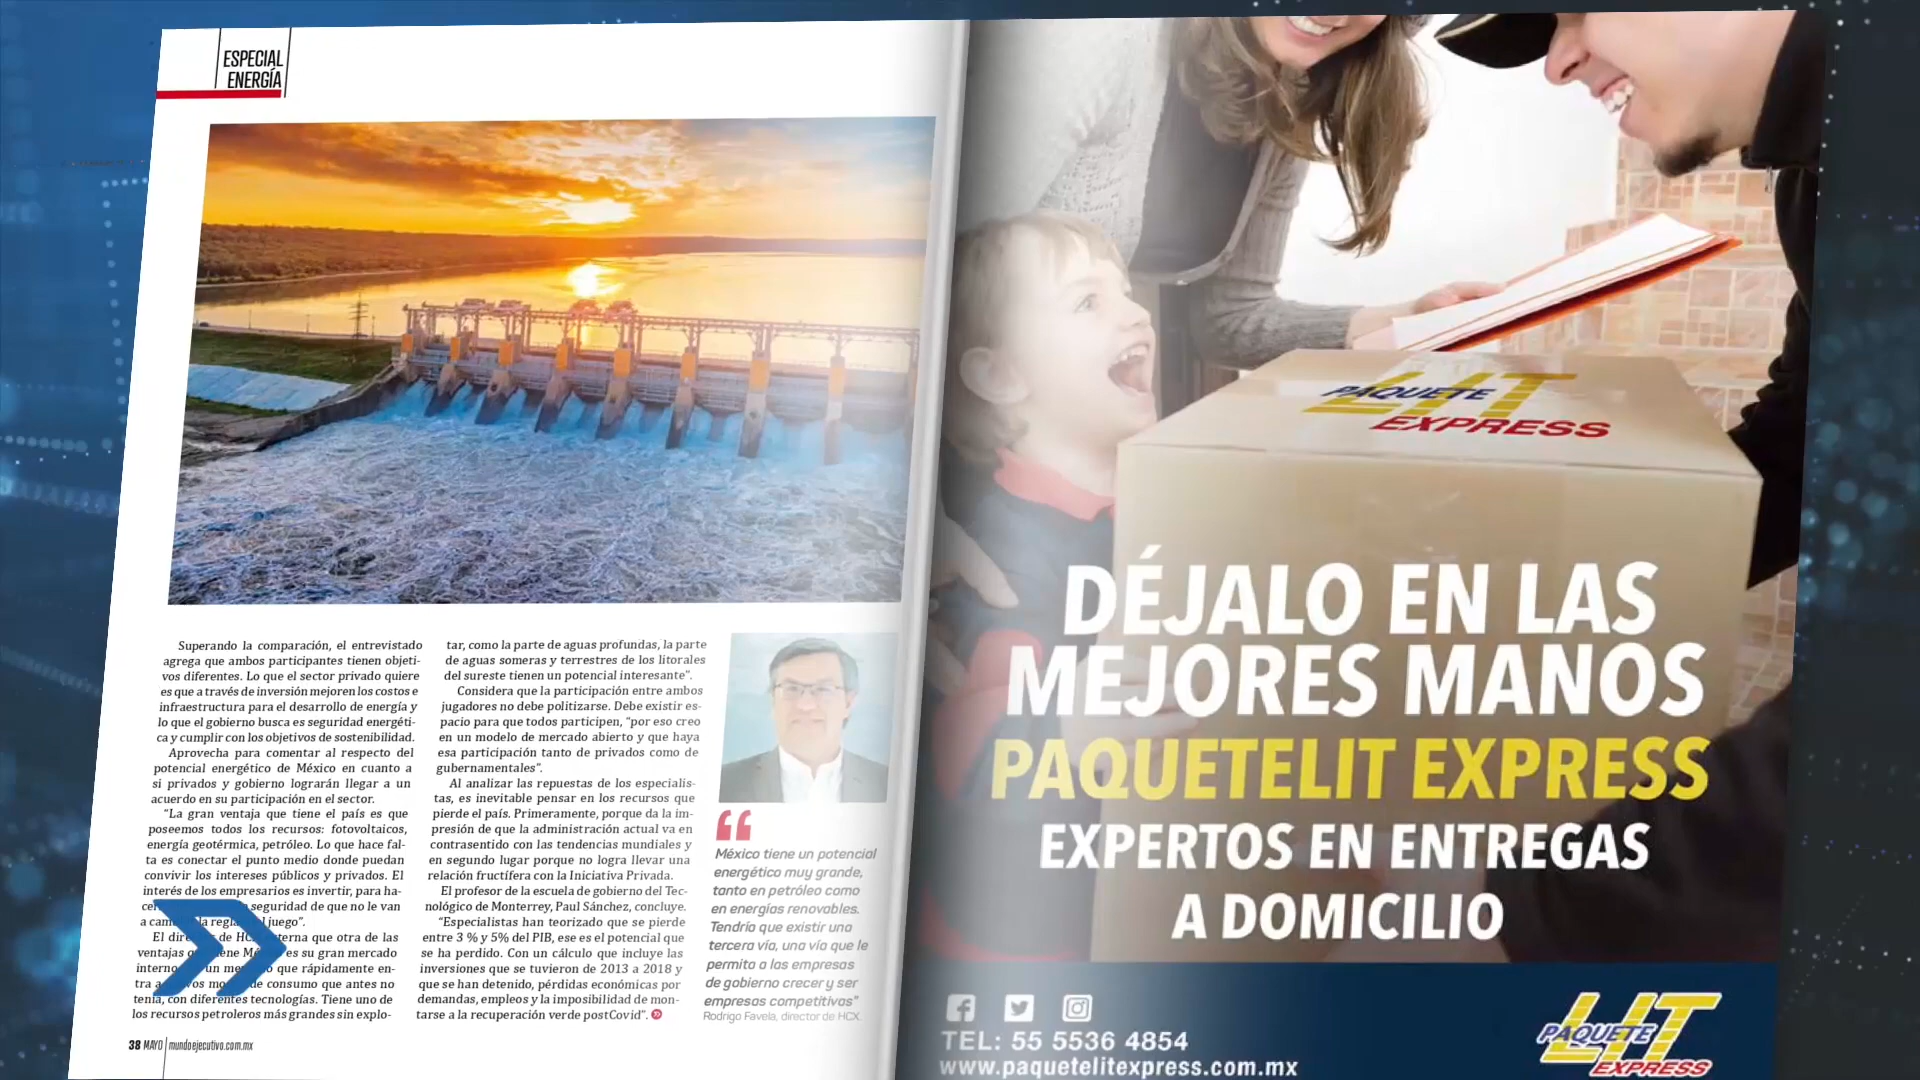 ESPECIAL
ENERGÍA
Superando la comparación, el entrevistado
agrega que ambos participantes tienen objeti-
vos diferentes. Lo que el sector privado quiere
es que a través de inversión mejoren los costos e
infraestructura para el desarrollo de energía y
lo que el gobierno busca es seguridad energéti-
ca y cumplir con los objetivos de sostenibilidad.
Aprovecha para comentar al respecto del
potencial energético de México en cuanto a
si privados y gobierno lograrán llegar a un
acuerdo en su participación en el sector.
“La gran ventaja que tiene el país es que
poseemos todos los recursos: fotovoltaicos,
energía geotérmica, petróleo. Lo que hace fal-
ta es conectar el punto medio donde puedan
convivir los intereses públicos y privados. El
interés de los empresarios es invertir, para ha-
seguridad de que no le van
a juego”.
El de HC que otra de las
ventajas es su gran mercado
interno un que rápidamente en-
tra de consumo que antes no
tenía, con diferentes tecnologías. Tiene uno de
los recursos petroleros más grandes sin explo-
tar, como la parte de aguas profundas, la parte
de aguas someras y terrestres de los litorales
del sureste tienen un potencial interesante”.
Considera que la participación entre ambos
jugadores no debe politizarse. Debe existir es-
pacio para que todos participen, “por eso creo
en un modelo de mercado abierto y que haya
esa participación tanto de privados como de
gubernamentales”.
Al analizar las repuestas de los especialis-
tas, es inevitable pensar en los recursos que
pierde el país. Primeramente, porque da la im-
presión de que la administración actual va en
contrasentido con las tendencias mundiales y
en segundo lugar porque no logra llevar una
relación fructífera con la Iniciativa Privada.
El profesor de la escuela de gobierno del Tec-
nológico de Monterrey, Paul Sánchez, concluye.
“Especialistas han teorizado que se pierde
entre 3 % y 5% del PIB, ese es el potencial que
se ha perdido. Con un cálculo que incluye las
inversiones que se tuvieron de 2013 a 2018 y
que se han detenido, pérdidas económicas por
demandas, empleos y la imposibilidad de mon-
tarse a la recuperación verde postCovid”.
“
México tiene un potencial
energético muy grande,
tanto en petróleo como
en energías renovables.
Tendría que existir una
tercera vía, una vía que le
permita a las empresas
de gobierno crecer y ser
empresas competitivas”
Rodrigo Favela, director de HCX.
38 MAYO | mundoejecutivo.com.mx
PAQUETE
LIT
EXPRESS
DÉJALO EN LAS
MEJORES MANOS
PAQUETELIT EXPRESS
EXPERTOS EN ENTREGAS
A DOMICILIO
TEL: 55 5536 4854
www.paquetelitexpress.com.mx
PAQUETE
LIT
EXPRESS